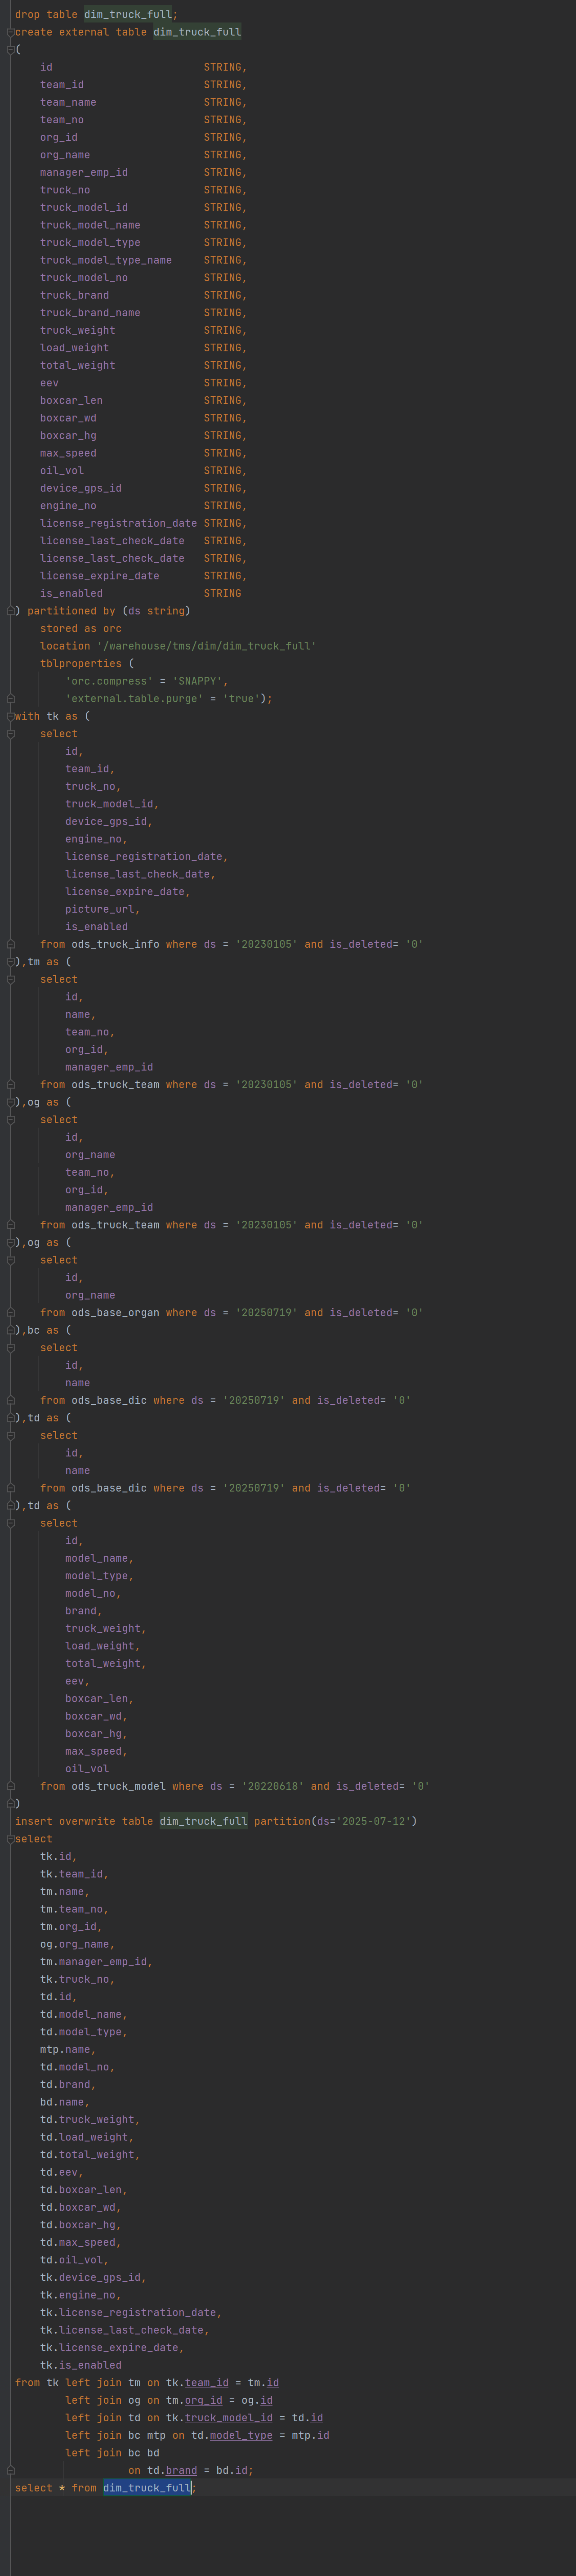 drop table dim_truck_full;
create external table dim_truck_full
(
    id                        STRING,
    team_id                   STRING,
    team_name                 STRING,
    team_no                   STRING,
    org_id                    STRING,
    org_name                  STRING,
    manager_emp_id            STRING,
    truck_no                  STRING,
    truck_model_id            STRING,
    truck_model_name          STRING,
    truck_model_type          STRING,
    truck_model_type_name     STRING,
    truck_model_no            STRING,
    truck_brand               STRING,
    truck_brand_name          STRING,
    truck_weight              STRING,
    load_weight               STRING,
    total_weight              STRING,
    eev                       STRING,
    boxcar_len                STRING,
    boxcar_wd                 STRING,
    boxcar_hg                 STRING,
    max_speed                 STRING,
    oil_vol                   STRING,
    device_gps_id             STRING,
    engine_no                 STRING,
    license_registration_date STRING,
    license_last_check_date   STRING,
    license_last_check_date   STRING,
    license_expire_date       STRING,
    is_enabled                STRING
) partitioned by (ds string)
    stored as orc
    location '/warehouse/tms/dim/dim_truck_full'
    tblproperties (
        'orc.compress' = 'SNAPPY',
        'external.table.purge' = 'true');
with tk as (
    select
        id,
        team_id,
        truck_no,
        truck_model_id,
        device_gps_id,
        engine_no,
        license_registration_date,
        license_last_check_date,
        license_expire_date,
        picture_url,
        is_enabled
    from ods_truck_info where ds = '20230105' and is_deleted= '0'
),tm as (
    select
        id,
        name,
        team_no,
        org_id,
        manager_emp_id
    from ods_truck_team where ds = '20230105' and is_deleted= '0'
),og as (
    select
        id,
        org_name
        team_no,
        org_id,
        manager_emp_id
    from ods_truck_team where ds = '20230105' and is_deleted= '0'
),og as (
    select
        id,
        org_name
    from ods_base_organ where ds = '20250719' and is_deleted= '0'
),bc as (
    select
        id,
        name
    from ods_base_dic where ds = '20250719' and is_deleted= '0'
),td as (
    select
        id,
        name
    from ods_base_dic where ds = '20250719' and is_deleted= '0'
),td as (
    select
        id,
        model_name,
        model_type,
        model_no,
        brand,
        truck_weight,
        load_weight,
        total_weight,
        eev,
        boxcar_len,
        boxcar_wd,
        boxcar_hg,
        max_speed,
        oil_vol
    from ods_truck_model where ds = '20220618' and is_deleted= '0'
)
insert overwrite table dim_truck_full partition(ds='2025-07-12')
select
    tk.id,
    tk.team_id,
    tm.name,
    tm.team_no,
    tm.org_id,
    og.org_name,
    tm.manager_emp_id,
    tk.truck_no,
    td.id,
    td.model_name,
    td.model_type,
    mtp.name,
    td.model_no,
    td.brand,
    bd.name,
    td.truck_weight,
    td.load_weight,
    td.total_weight,
    td.eev,
    td.boxcar_len,
    td.boxcar_wd,
    td.boxcar_hg,
    td.max_speed,
    td.oil_vol,
    tk.device_gps_id,
    tk.engine_no,
    tk.license_registration_date,
    tk.license_last_check_date,
    tk.license_expire_date,
    tk.is_enabled
from tk left join tm on tk.team_id = tm.id
        left join og on tm.org_id = og.id
        left join td on tk.truck_model_id = td.id
        left join bc mtp on td.model_type = mtp.id
        left join bc bd
                  on td.brand = bd.id;
select * from dim_truck_full;